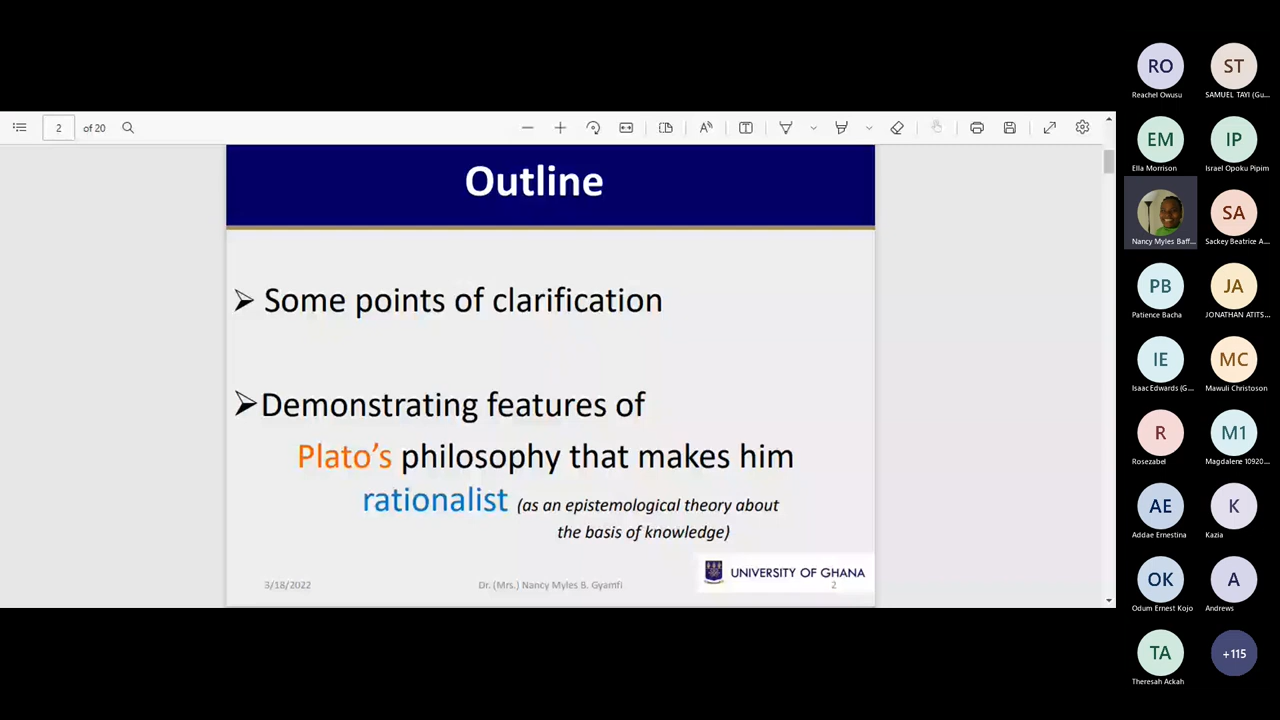 2 of 20
Outline
➢ Some points of clarification
➢Demonstrating features of
Plato's philosophy that makes him
rationalist (as an epistemological theory about
the basis of knowledge)
UNIVERSITY OF GHANA
3/18/2022 Dr. (Mrs.) Nancy Myles B. Gyamfi 2
RO ST
Reachel Owusu SAMUEL TAYI (Gu...
EM IP
Ella Morrison Israel Opoku Pipim
SA
Nancy Myles Baff... Sackey Beatrice A...
PB JA
Patience Bacha JONATHAN ATITS...
IE MC
Isaac Edwards (G... Mawuli Christoson
R M1
Rosezabel Magdalene 10920...
AE K
Addae Ernestina Kazia
OK A
Odum Ernest Kojo Andrews
TA +115
Theresah Ackah